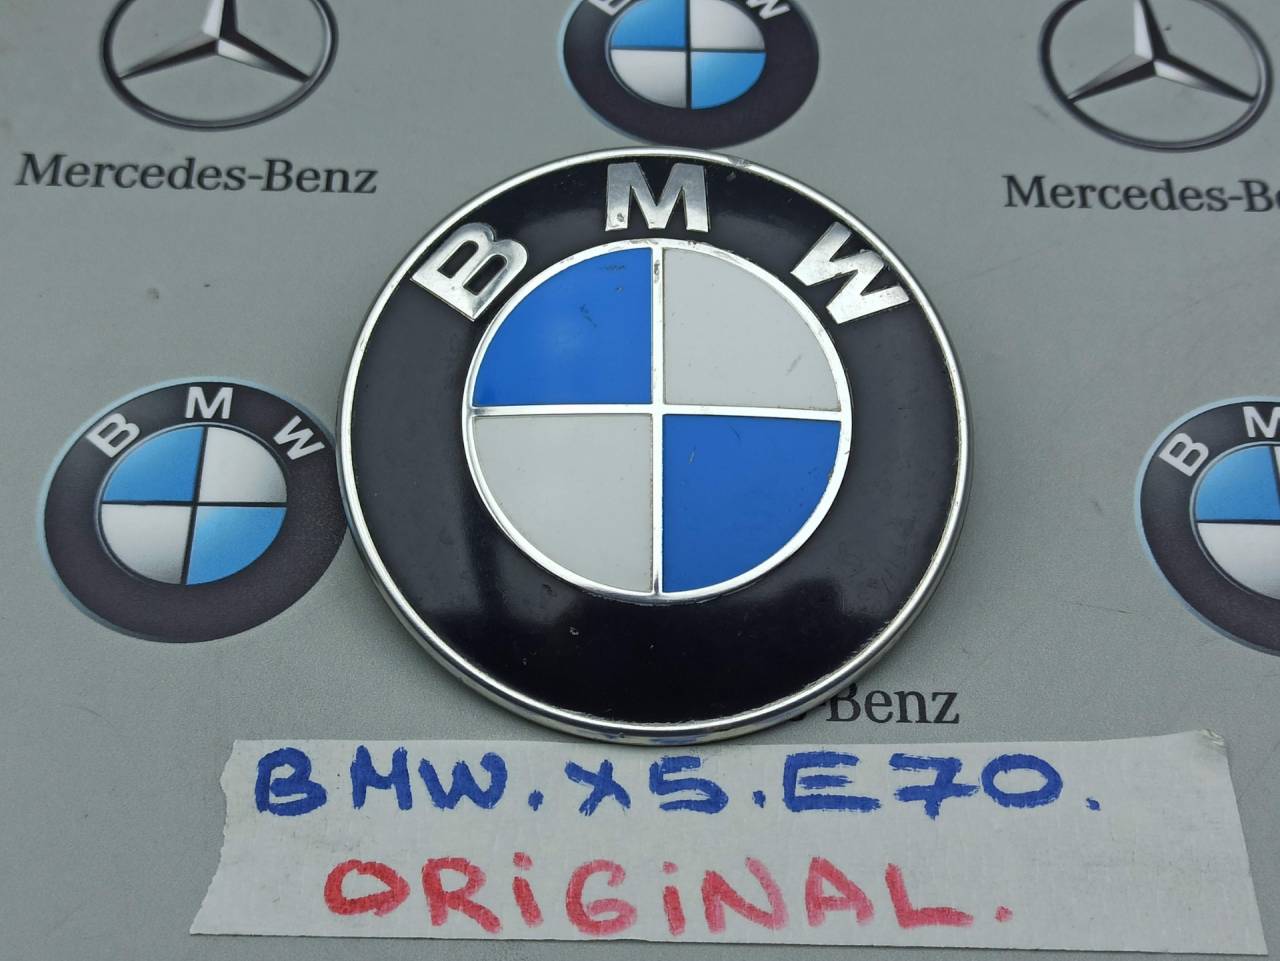 BMW
Mercedes-Benz
Mercedes-Be
BMW
BMW
B M
-Benz
BMW.X5.E70.
ORiGiNAL.